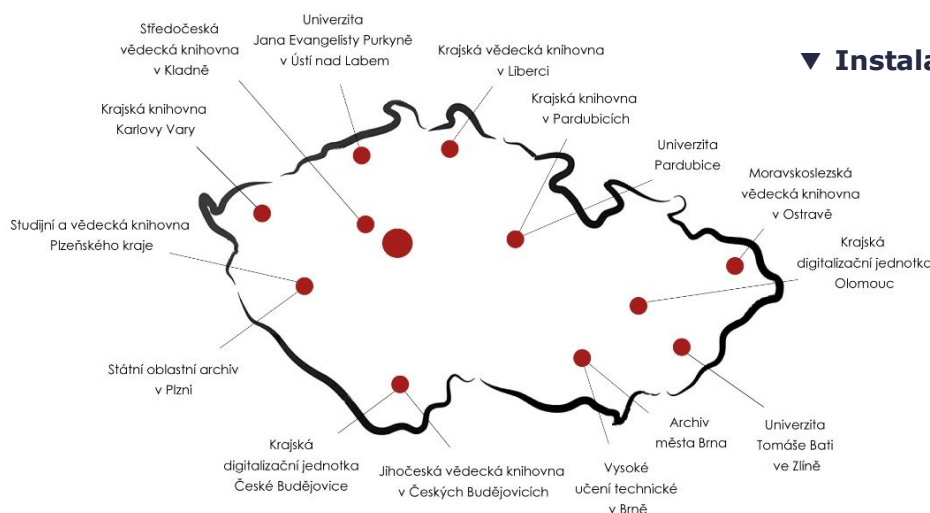 Středočeská
vědecká knihovna
v Kladně
Univerzita
Jana Evangelisty Purkyně
v Ústí nad Labem
Krajská vědecká knihovna
v Liberci
▼ Instala
Krajská knihovna
Karlovy Vary
Krajská knihovna
v Pardubicích
Univerzita
Pardubice
Moravskoslezská
vědecká knihovna
v Ostravě
Studijní a vědecká knihovna
Plzeňského kraje
Krajská
digitalizační jednotka
Olomouc
Státní oblastní archiv
v Plzni
Krajská
digitalizační jednotka
České Budějovice
Jihočeská vědecká knihovna
v Českých Budějovicích
Vysoké
učení technické
v Brně
Archiv
města Brna
Univerzita
Tomáše Bati
ve Zlíně